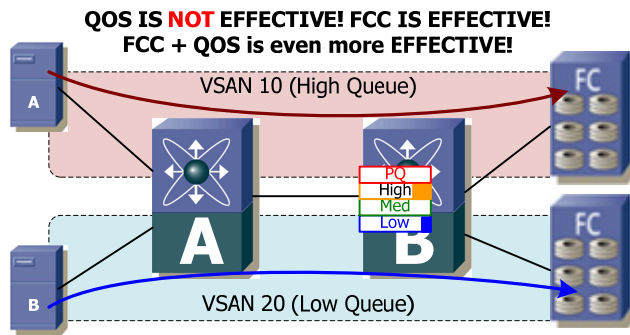 QOS IS NOT EFFECTIVE! FCC IS EFFECTIVE!
FCC + QOS is even more EFFECTIVE!
VSAN 10 (High Queue)
FC
A
PQ
High
Med
Low
A
B
FC
B
VSAN 20 (Low Queue)